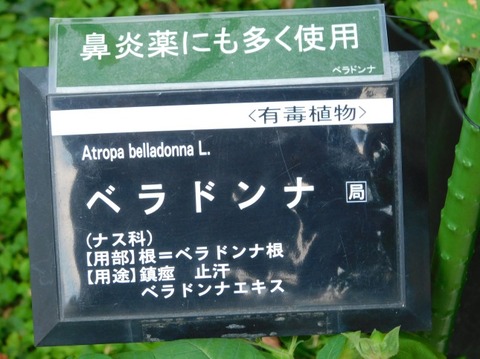 鼻炎薬にも多く使用
ベラドンナ
<有毒植物>
Atropa belladonna L.
ベラドンナ 局
(ナス科)
【用部】根=ベラドンナ根
【用途】鎮痙 止汗
ベラドンナエキス